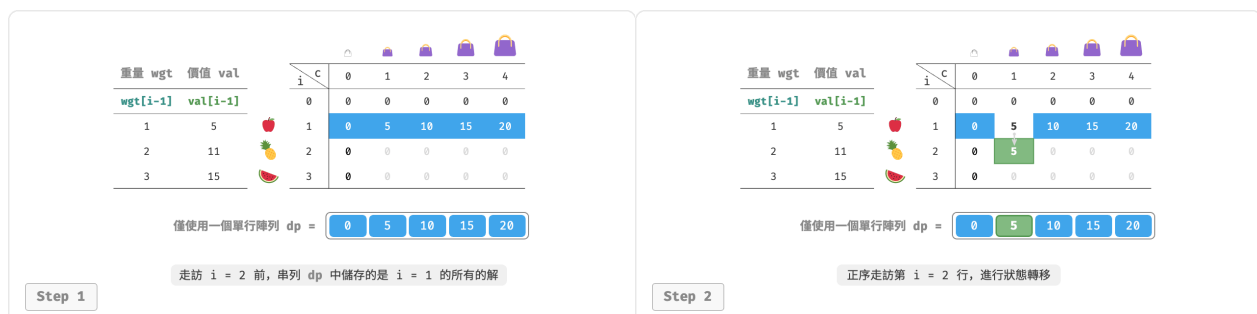 重量 wgt 價值 val
i c 0 1 2 3 4
wgt[i-1] val[i-1] 0 0 0 0 0 0
1 5 1 0 5 10 15 20
2 11 2 0 0 0 0 0
3 15 3 0 0 0 0 0
僅使用一個單行陣列 dp = 0 5 10 15 20
走訪 i = 2 前，串列 dp 中儲存的是 i = 1 的所有的解
Step 1
重量 wgt 價值 val
i c 0 1 2 3 4
wgt[i-1] val[i-1] 0 0 0 0 0 0
1 5 1 0 5 10 15 20
2 11 2 0 5 0 0 0
3 15 3 0 0 0 0 0
僅使用一個單行陣列 dp = 0 5 10 15 20
正序走訪第 i = 2 行，進行狀態轉移
Step 2